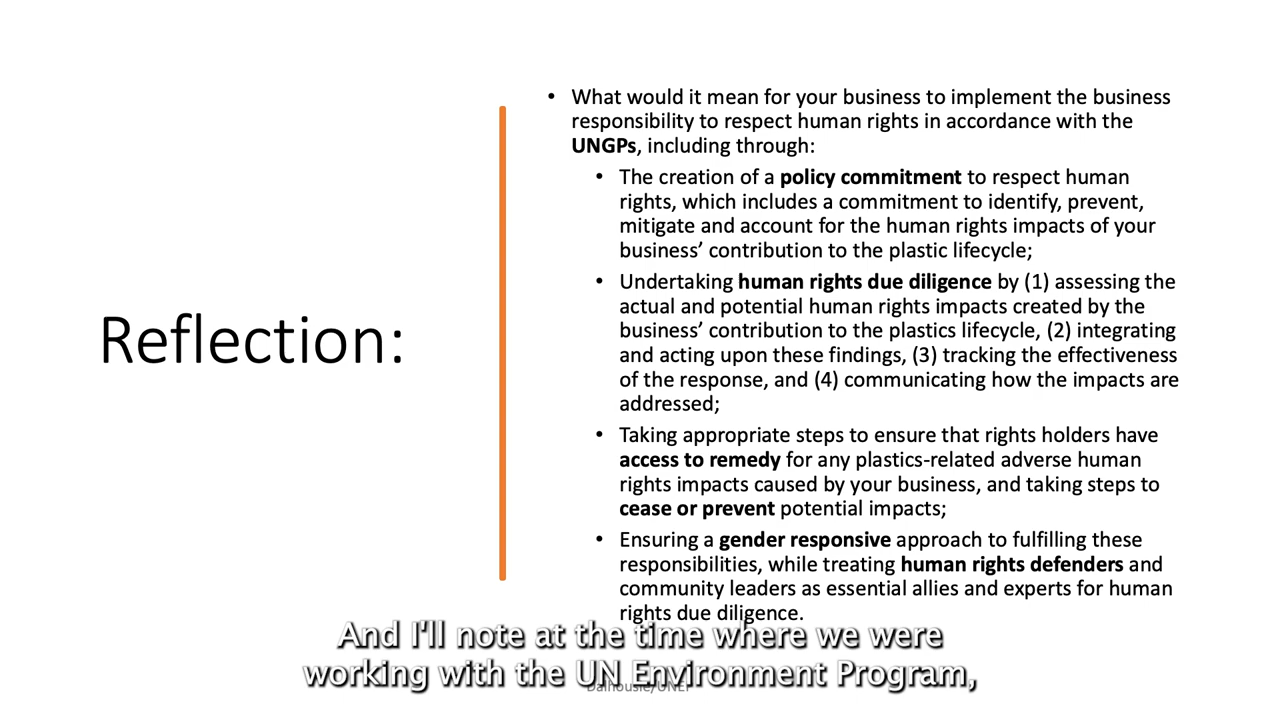 Reflection:
• What would it mean for your business to implement the business
responsibility to respect human rights in accordance with the
UNGPs, including through:
• The creation of a policy commitment to respect human
rights, which includes a commitment to identify, prevent,
mitigate and account for the human rights impacts of your
business’ contribution to the plastic lifecycle;
• Undertaking human rights due diligence by (1) assessing the
actual and potential human rights impacts created by the
business’ contribution to the plastics lifecycle, (2) integrating
and acting upon these findings, (3) tracking the effectiveness
of the response, and (4) communicating how the impacts are
addressed;
• Taking appropriate steps to ensure that rights holders have
access to remedy for any plastics-related adverse human
rights impacts caused by your business, and taking steps to
cease or prevent potential impacts;
• Ensuring a gender responsive approach to fulfilling these
responsibilities, while treating human rights defenders and
community leaders as essential allies and experts for human
rights due diligence.
And I'll note at the time where we were
working with the UN Environment Program,
Dalhousie/UNEP